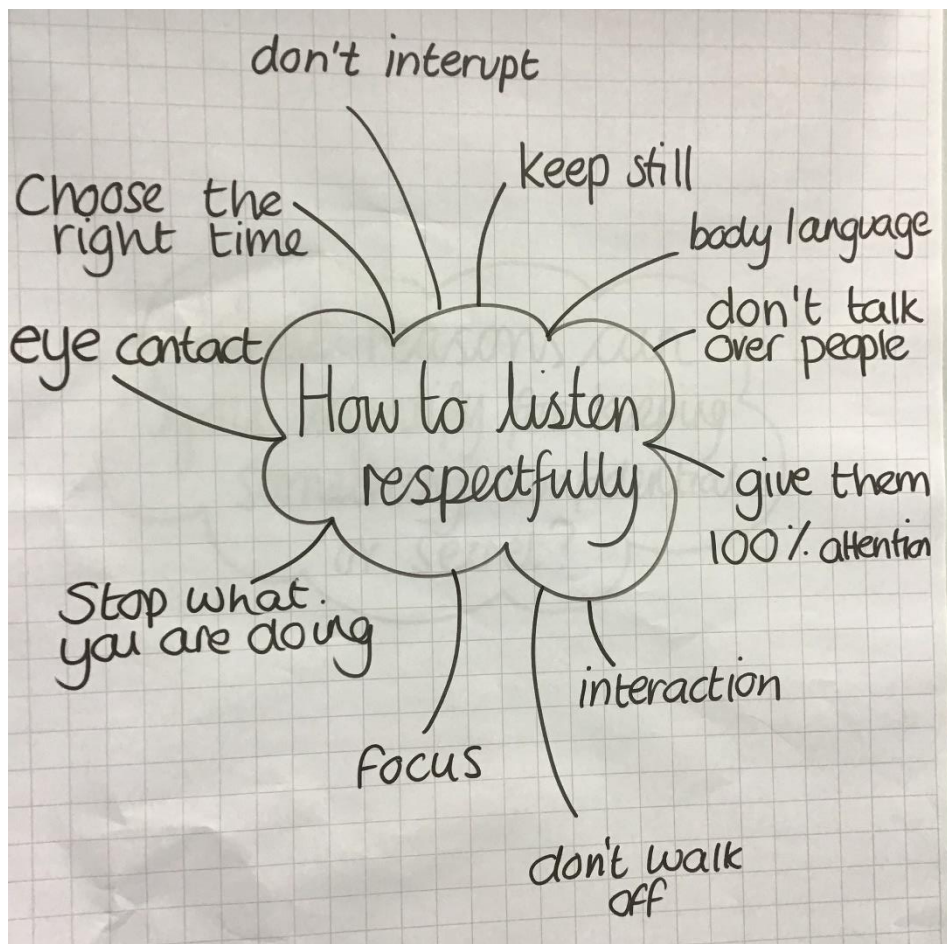 don't interupt
keep still
Choose the
right time
body language
don't talk
over people
eye contact
How to listen
respectfully
give them
100% attention
Stop what
you are doing
interaction
focus
don't walk
off